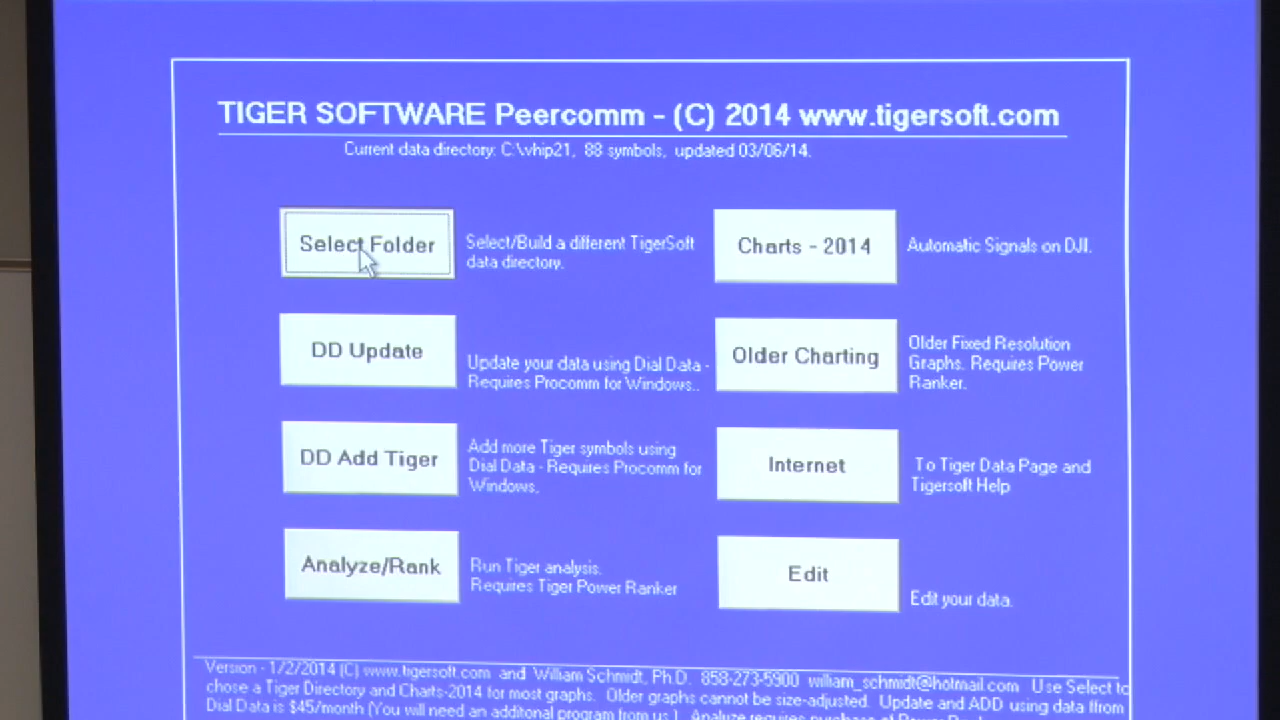 TIGER SOFTWARE Peercomm - (C) 2014 www.tigersoft.com
Current data directory: C:\whip21, 88 symbols, updated 03/06/14.
Select Folder
Select/Build a different TigerSoft
data directory.
Charts - 2014
Automatic Signals on DJI.
DD Update
Update your data using Dial Data -
Requires Procomm for Windows..
Older Charting
Older Fixed Resolution
Graphs. Requires Power
Ranker.
DD Add Tiger
Add more Tiger symbols using
Dial Data - Requires Procomm for
Windows.
Internet
To Tiger Data Page and
Tigersoft Help
Analyze/Rank
Run Tiger analysis.
Requires Tiger Power Ranker
Edit
Edit your data.
Version - 1/2/2014 (C) www.tigersoft.com and William Schmidt, Ph.D. 858-273-5900 william_schmidt@hotmail.com Use Select to
chose a Tiger Directory and Charts-2014 for most graphs. Older graphs cannot be size-adjusted. Update and ADD using data (from
Dial Data is $45/month (You will need an additonal program from us.) Analyze requires purchase of Power